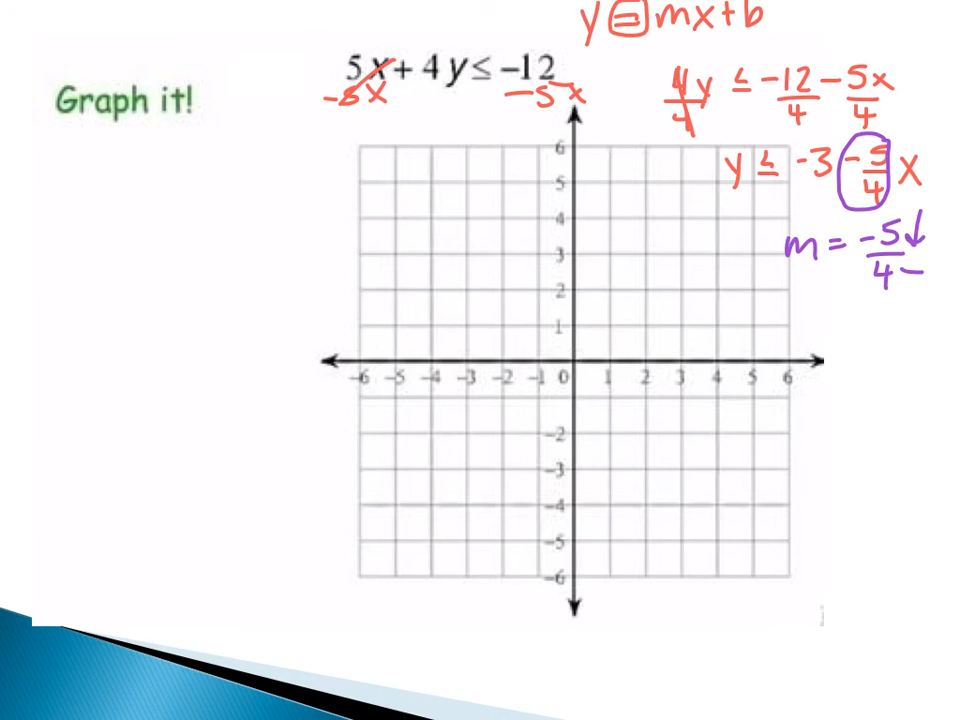 y = mx+b
5x + 4y ≤ -12
-5x -5x
4y/4 ≤ -12/4 - 5x/4
Graph it!
y ≤ -3 -5/4 x
m = -5↓/4 –
6
5
4
3
2
1
-6 -5 -4 -3 -2 -1 0 1 2 3 4 5 6
-2
-3
-4
-5
-6